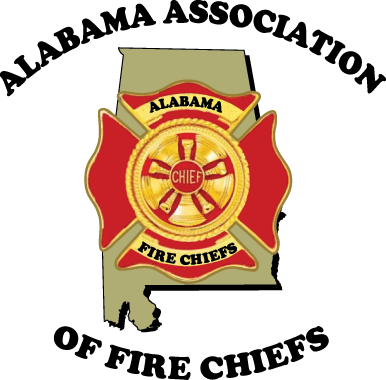 ALABAMA ASSOCIATION
ALABAMA
CHIEF
FIRE CHIEFS
OF FIRE CHIEFS